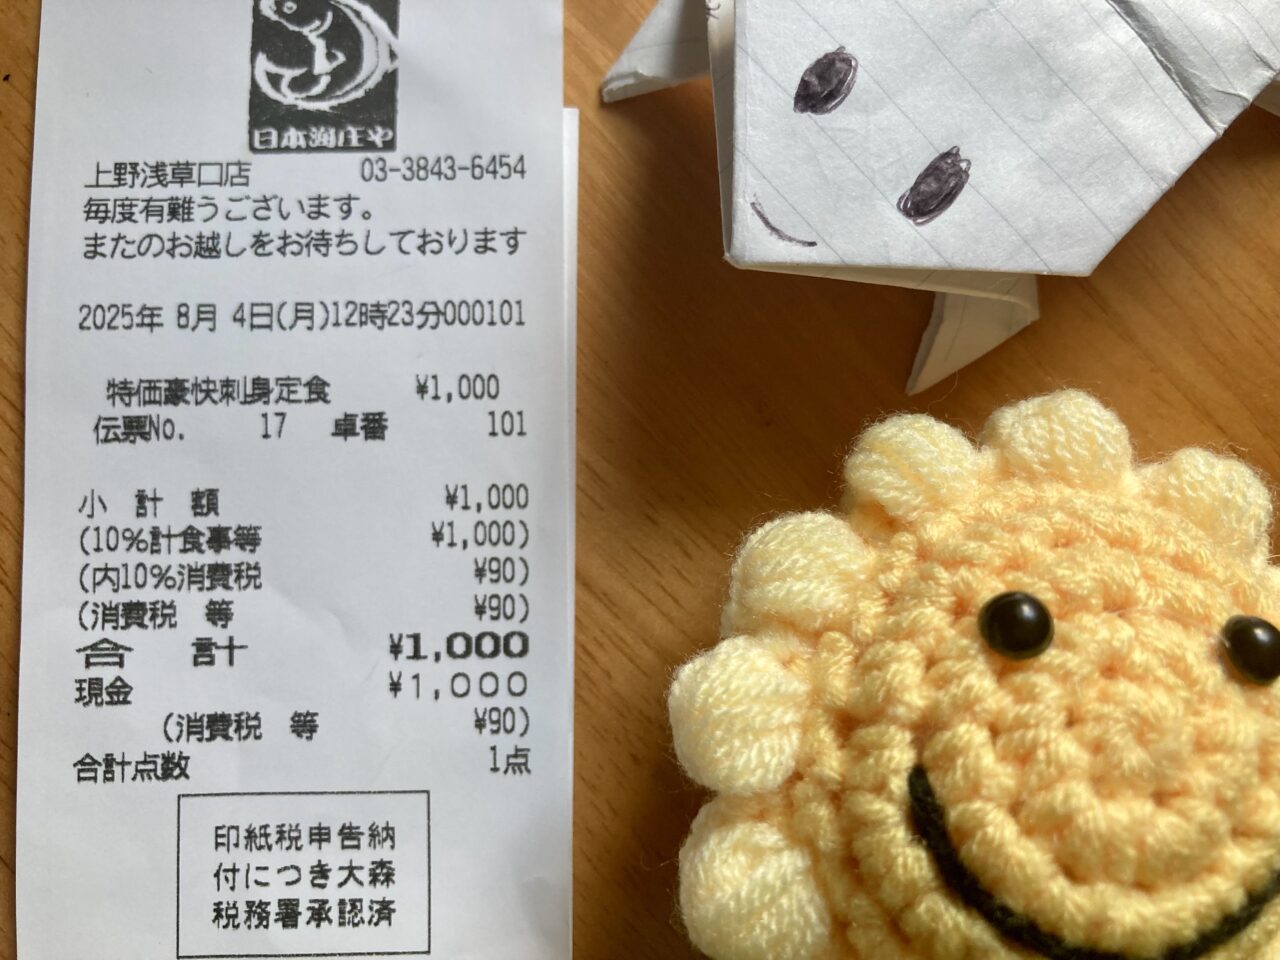 日本海庄や
上野浅草口店 03-3843-6454
毎度有難うございます。
またのお越しをお待ちしております
2025年 8月 4日(月)12時23分000101
特価豪快刺身定食 ¥1,000
伝票No. 17 卓番 101
小 計 額 ¥1,000
(10%計食事等 ¥1,000)
(内10%消費税 ¥90)
(消費税 等 ¥90)
合 計 ¥1,000
現金 ¥1,000
(消費税 等 ¥90)
合計点数 1点
印紙税申告納
付につき大森
税務署承認済